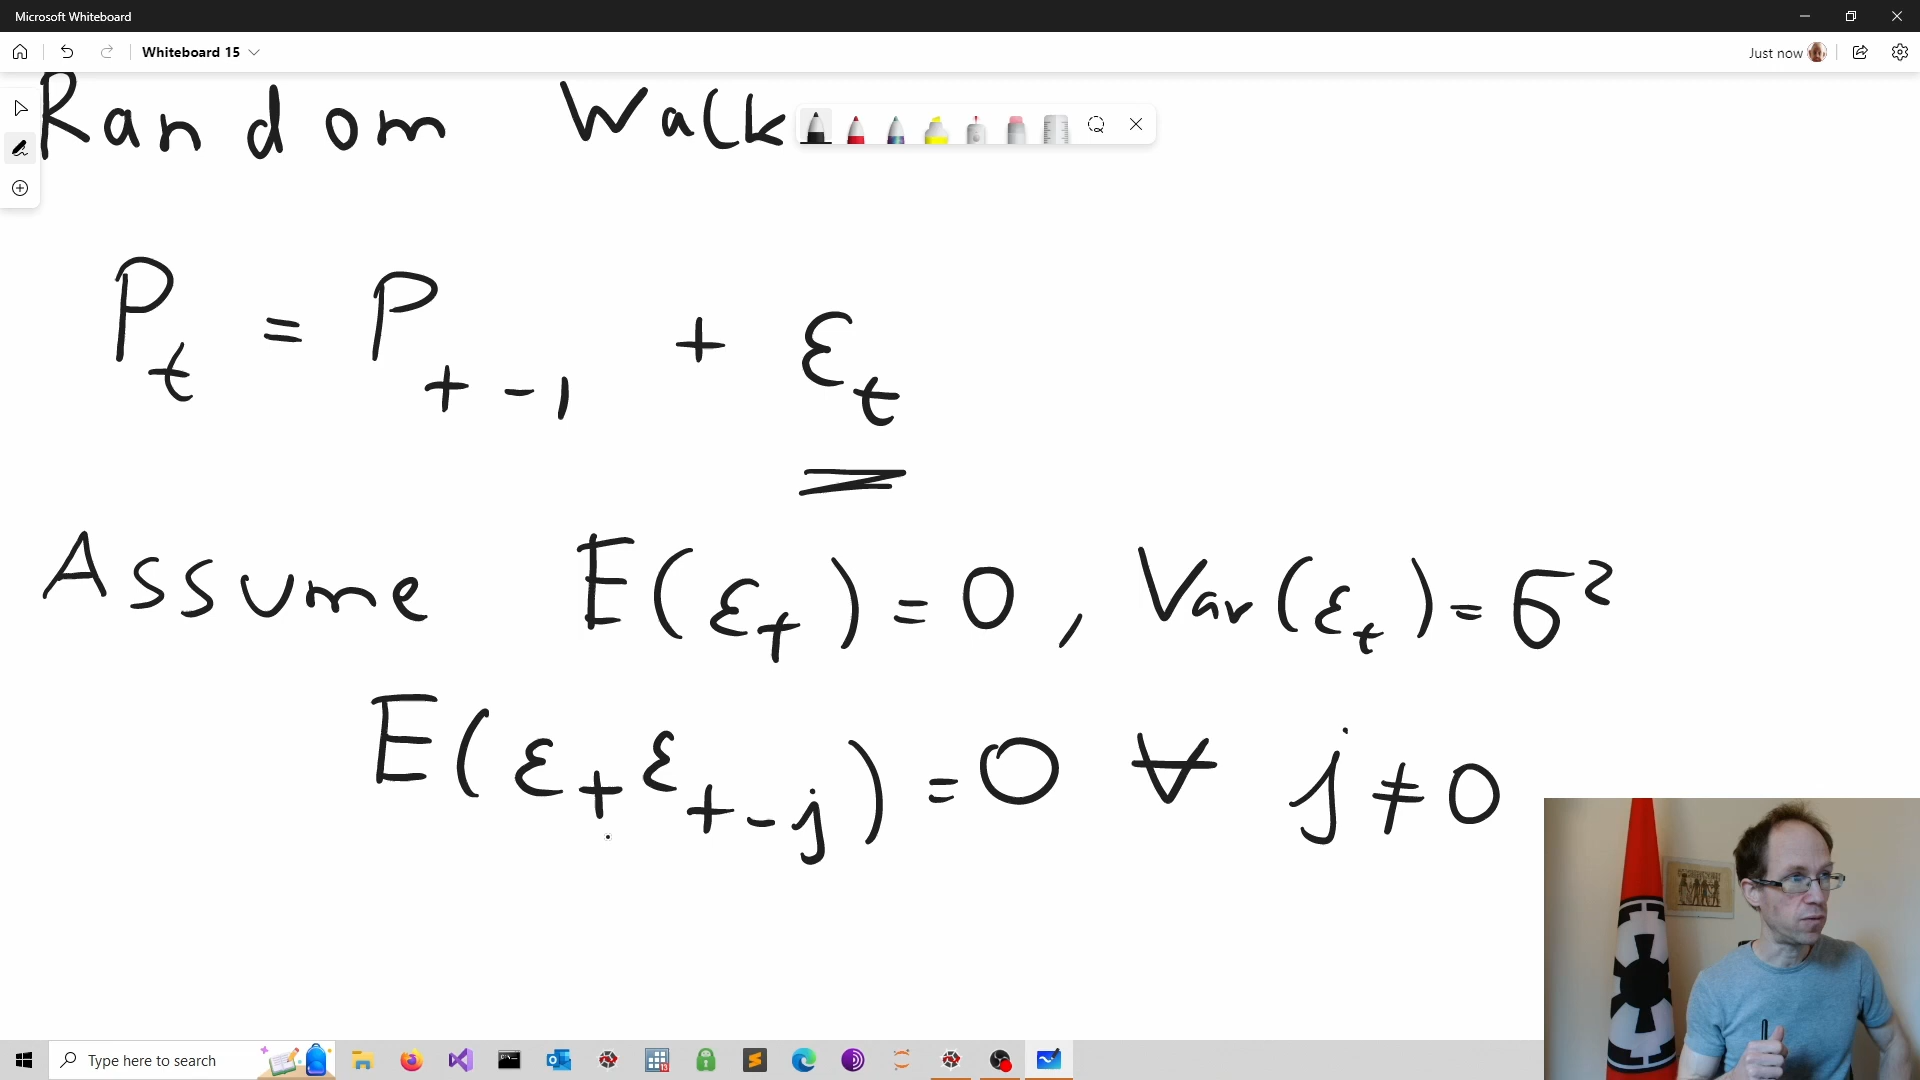 Microsoft Whiteboard
Whiteboard 15
Just now
Random Walk
P_t = P_{t-1} + ε_t
Assume E(ε_t) = 0, Var(ε_t) = σ²
E(ε_t ε_{t-j}) = 0 ∀ j ≠ 0
Type here to search